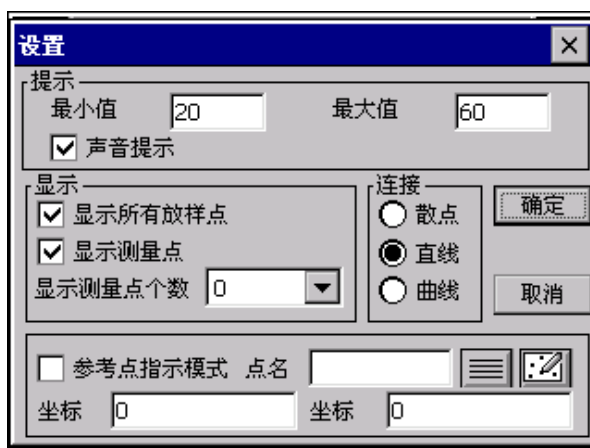 设置
提示
最小值 20 最大值 60
声音提示
显示
显示所有放样点
显示测量点
显示测量点个数 0
连接
散点
直线
曲线
确定
取消
参考点指示模式 点名
坐标 0 坐标 0